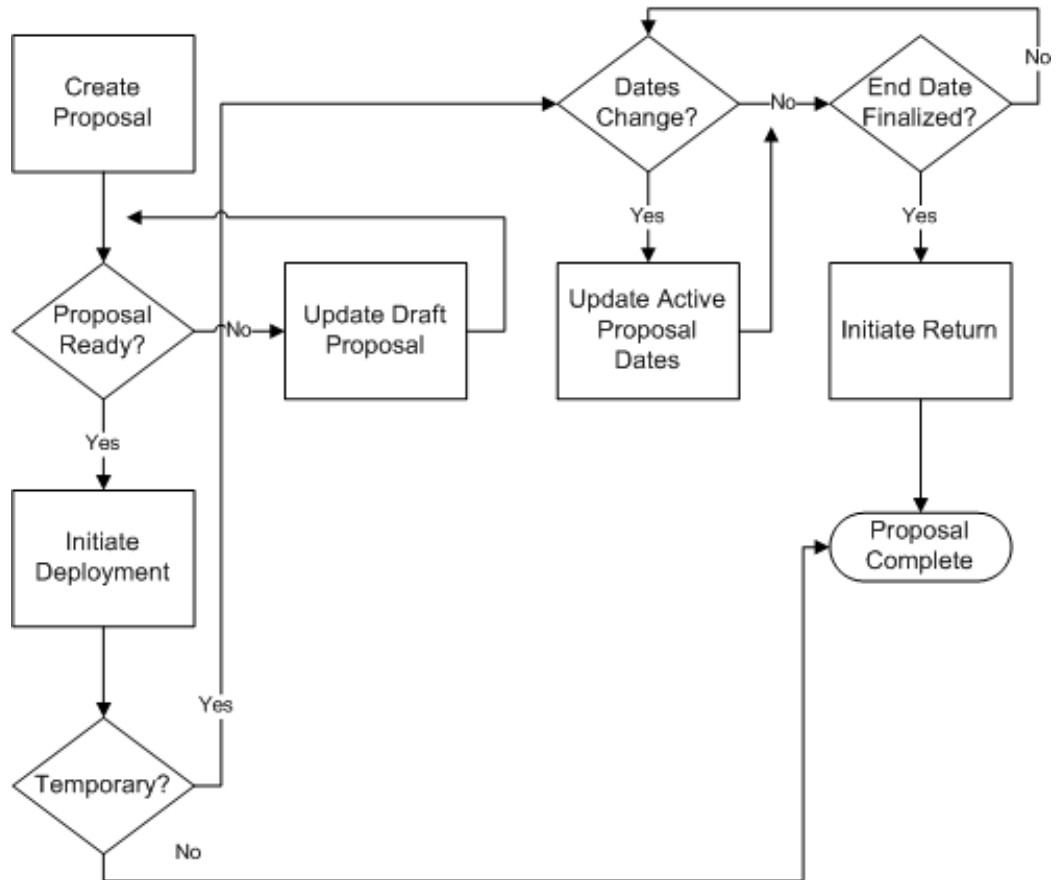 Create
Proposal
Proposal
Ready?
No
Update Draft
Proposal
Yes
Initiate
Deployment
Temporary?
Yes
No
Dates
Change?
No
End Date
Finalized?
No
Yes
Update Active
Proposal
Dates
Yes
Initiate Return
Proposal
Complete